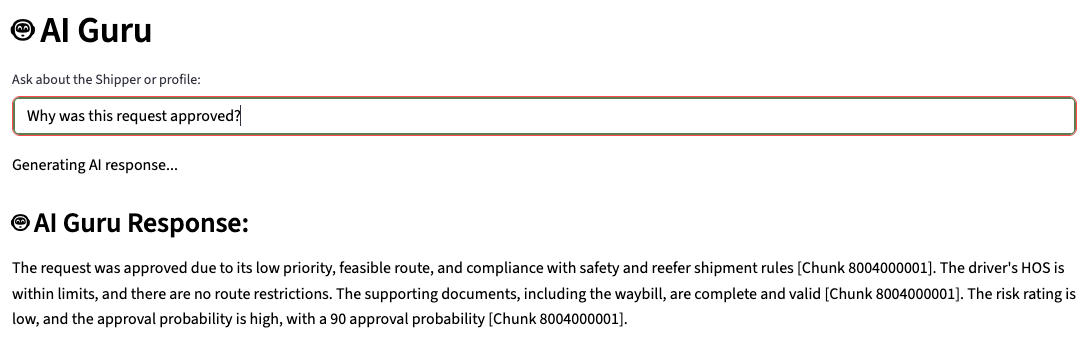 AI Guru
Ask about the Shipper or profile:
Why was this request approved?
Generating AI response...
AI Guru Response:
The request was approved due to its low priority, feasible route, and compliance with safety and reefer shipment rules [Chunk 8004000001]. The driver's HOS is
within limits, and there are no route restrictions. The supporting documents, including the waybill, are complete and valid [Chunk 8004000001]. The risk rating is
low, and the approval probability is high, with a 90 approval probability [Chunk 8004000001].